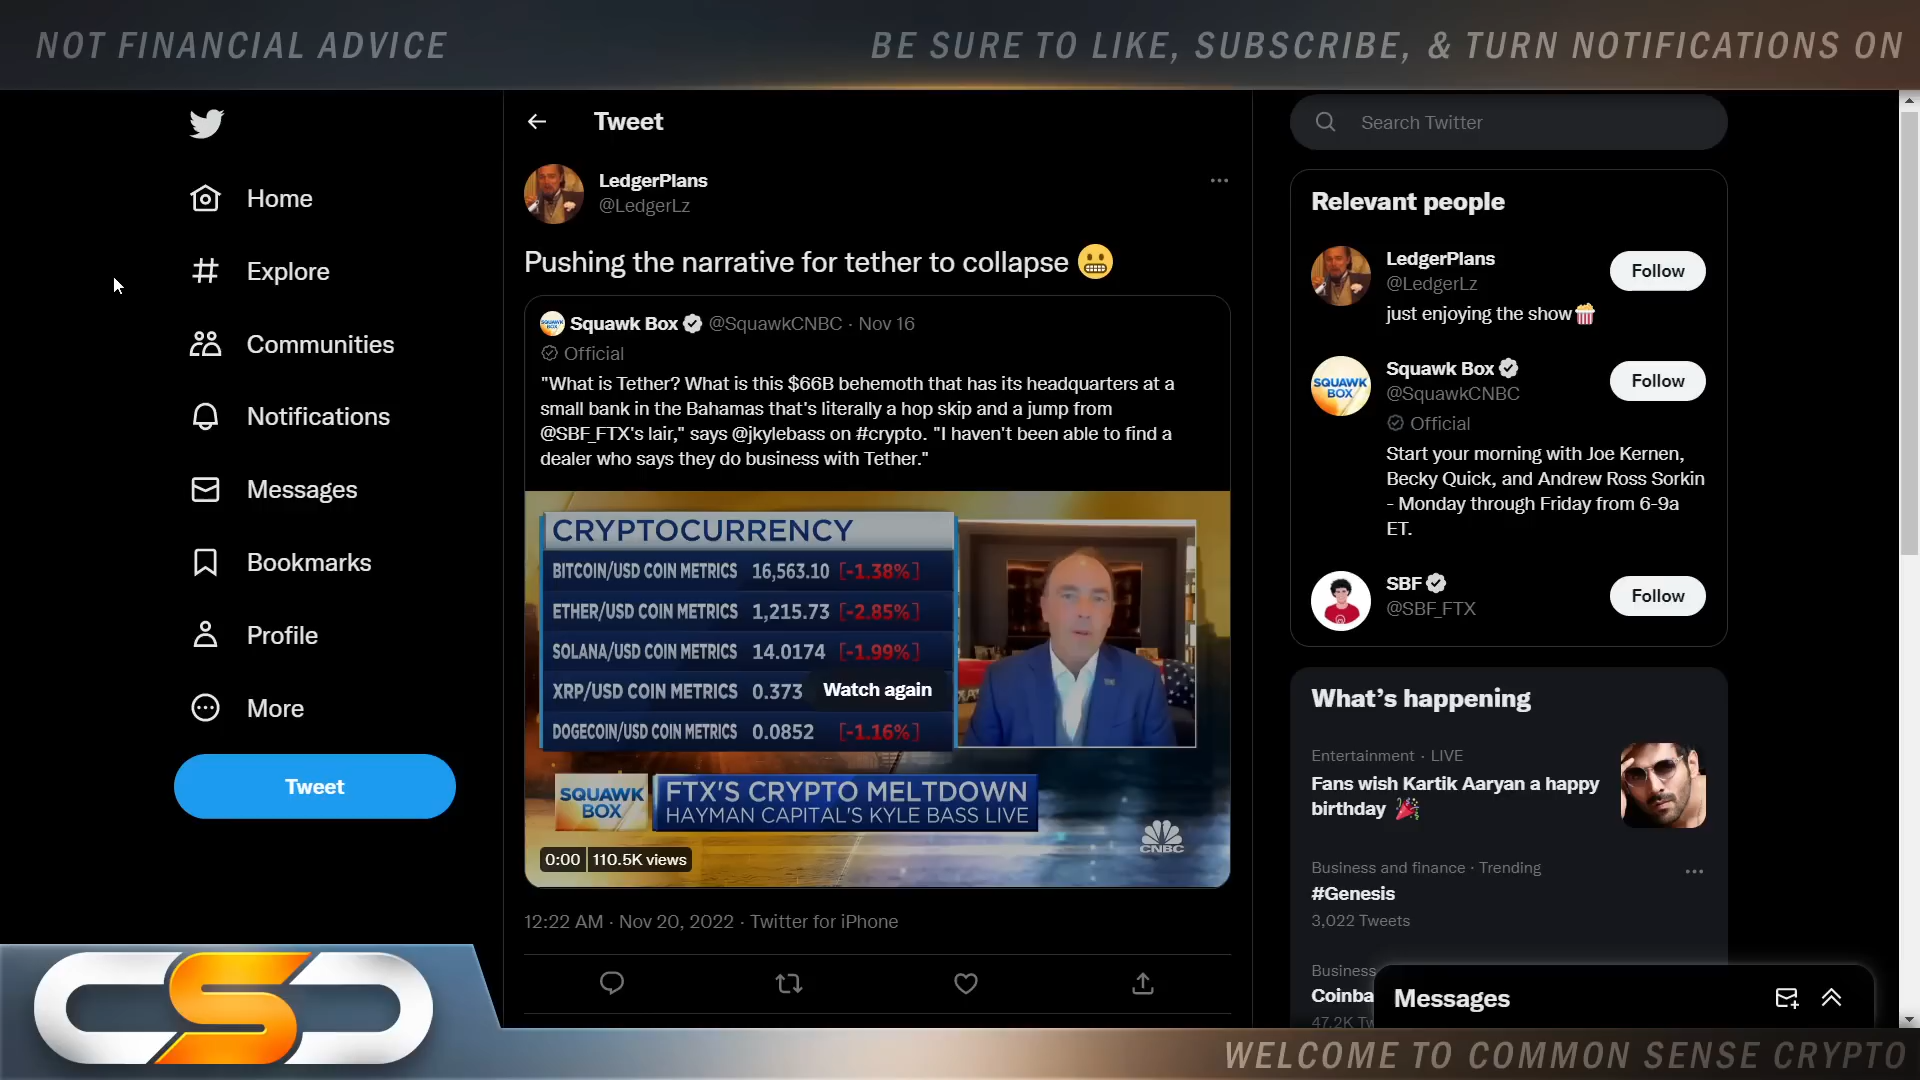 NOT FINANCIAL ADVICE
BE SURE TO LIKE, SUBSCRIBE, & TURN NOTIFICATIONS ON
Home
Explore
Communities
Notifications
Messages
Bookmarks
Profile
More
Tweet
Tweet
LedgerPlans
@LedgerLz
Pushing the narrative for tether to collapse 😬
Squawk Box @SquawkCNBC · Nov 16
Official
"What is Tether? What is this $66B behemoth that has its headquarters at a
small bank in the Bahamas that's literally a hop skip and a jump from
@SBF_FTX's lair," says @jkylebass on #crypto. "I haven't been able to find a
dealer who says they do business with Tether."
CRYPTOCURRENCY
BITCOIN/USD COIN METRICS 16,563.10 [-1.38%]
ETHER/USD COIN METRICS 1,215.73 [-2.85%]
SOLANA/USD COIN METRICS 14.0174 [-1.99%]
XRP/USD COIN METRICS 0.373
Watch again
DOGECOIN/USD COIN METRICS 0.0852 [-1.16%]
SQUAWK
BOX
FTX'S CRYPTO MELTDOWN
HAYMAN CAPITAL'S KYLE BASS LIVE
CNBC
0:00 110.5K views
12:22 AM · Nov 20, 2022 · Twitter for iPhone
Search Twitter
Relevant people
LedgerPlans
@LedgerLz
Follow
just enjoying the show🍿
SQUAWK
BOX
Squawk Box
@SquawkCNBC
Follow
Official
Start your morning with Joe Kernen,
Becky Quick, and Andrew Ross Sorkin
- Monday through Friday from 6-9a
ET.
SBF
@SBF_FTX
Follow
What's happening
Entertainment · LIVE
Fans wish Kartik Aaryan a happy
birthday 🎉
Business and finance · Trending
#Genesis
3,022 Tweets
Business
Coinba
47.2K Tw
Messages
CSC
WELCOME TO COMMON SENSE CRYPTO